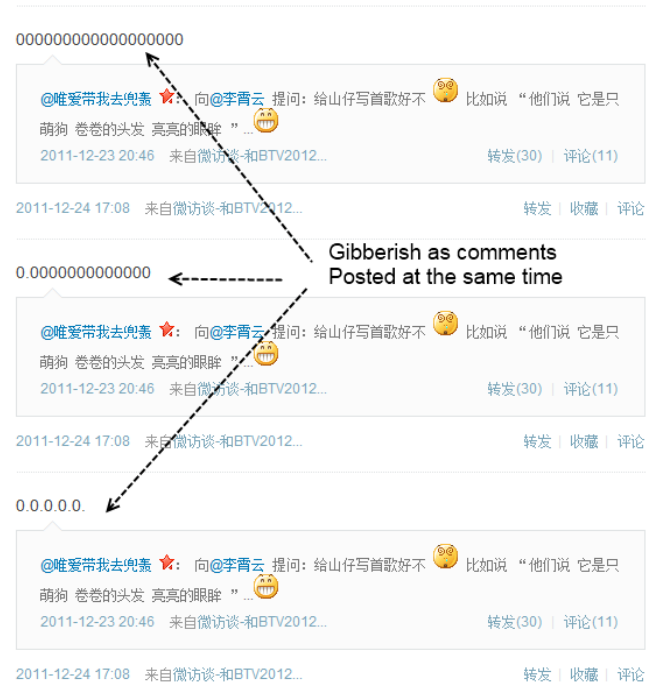 000000000000000000
@唯爱带我去兜轰 : 向@李霄云 提问：给山仔写首歌好不 比如说 “他们说 它是只
萌狗 卷卷的头发 亮亮的眼眸 ”...
2011-12-23 20:46 来自微访谈-和BTV2012... 转发(30) 评论(11)
2011-12-24 17:08 来自微访谈-和BTV2012... 转发 收藏 评论
Gibberish as comments
Posted at the same time
0.0000000000000
@唯爱带我去兜轰 : 向@李霄云 提问：给山仔写首歌好不 比如说 “他们说 它是只
萌狗 卷卷的头发 亮亮的眼眸 ”...
2011-12-23 20:46 来自微访谈-和BTV2012... 转发(30) 评论(11)
2011-12-24 17:08 来自微访谈-和BTV2012... 转发 收藏 评论
0.0.0.0.0.
@唯爱带我去兜轰 : 向@李霄云 提问：给山仔写首歌好不 比如说 “他们说 它是只
萌狗 卷卷的头发 亮亮的眼眸 ”...
2011-12-23 20:46 来自微访谈-和BTV2012... 转发(30) 评论(11)
2011-12-24 17:08 来自微访谈-和BTV2012... 转发 收藏 评论